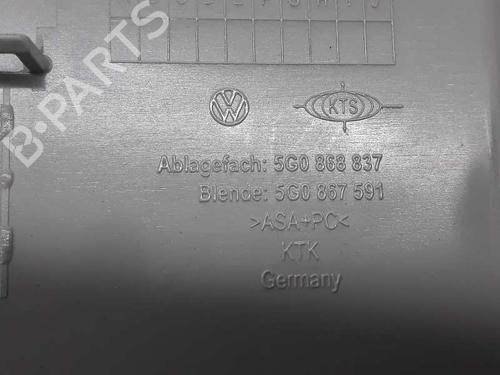 B-PARTS
KTS
Ablagefach: 5G0 868 837
Blende: 5G0 867 591
>ASA+PC<
KTK
Germany